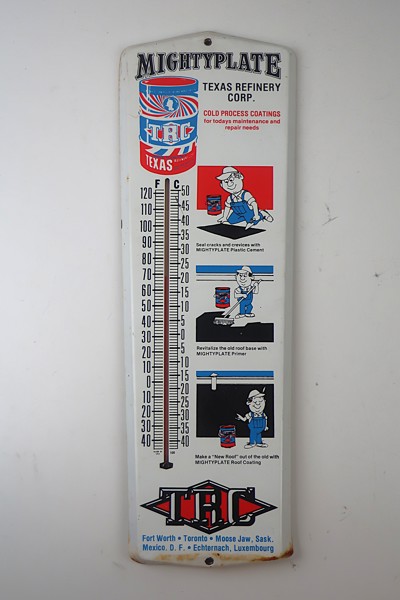 MIGHTYPLATE
TEXAS REFINERY
CORP.
COLD PROCESS COATINGS
for todays maintenance and
repair needs
TRC
TEXAS
F C
120 50
110 45
100 40
90 35
80 30
70 25
60 20
50 15
40 10
30 5
20 0
10 5
0 10
10 15
20 20
30 25
40 30
35
40
Seal cracks and crevices with
MIGHTYPLATE Plastic Cement
Revitalize the old roof base with
MIGHTYPLATE Primer
Make a "New Roof" out of the old with
MIGHTYPLATE Roof Coating
TRC
Fort Worth • Toronto • Moose Jaw, Sask.
Mexico. D. F. • Echternach, Luxembourg